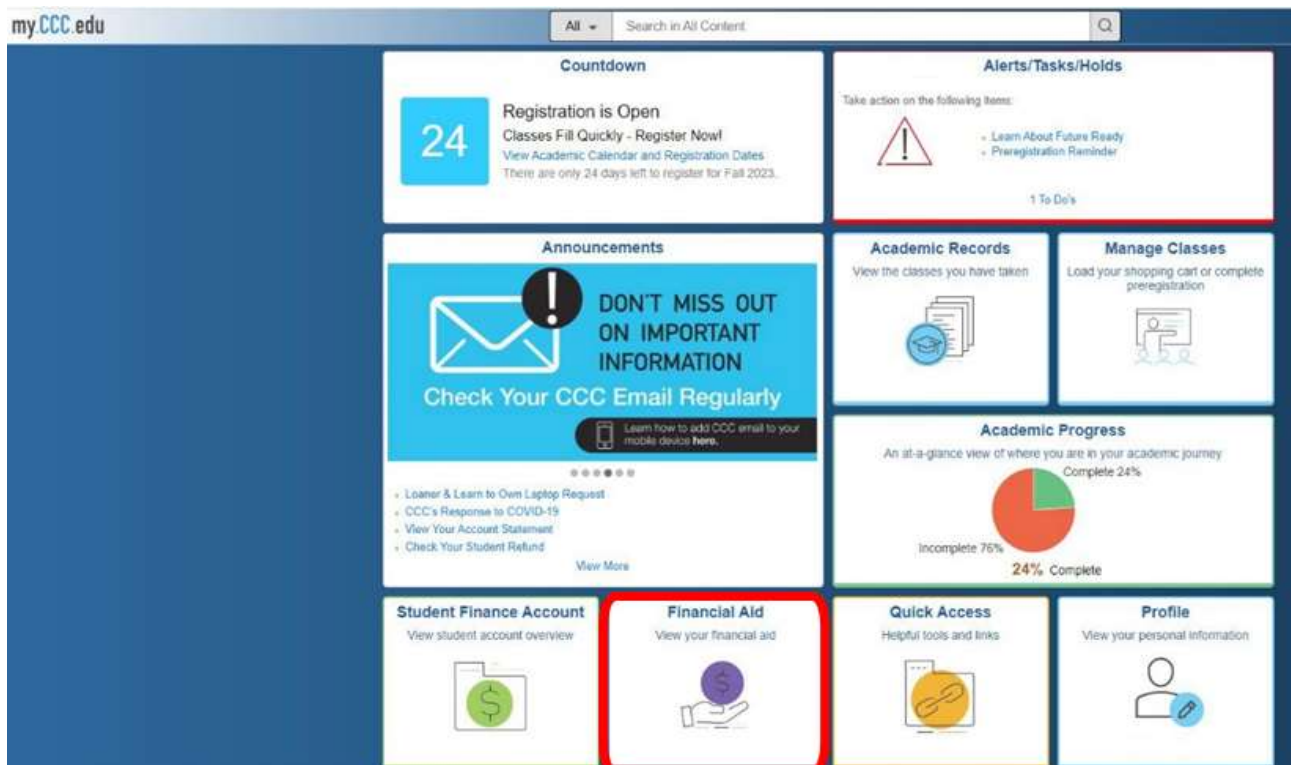 my.CCC.edu
All
Search in All Content
Countdown
24
Registration is Open
Classes Fill Quickly - Register Now!
View Academic Calendar and Registration Dates
There are only 24 days left to register for Fall 2023.
Alerts/Tasks/Holds
Take action on the following items:
Learn About Future Ready
Preregistration Reminder
1 To Do's
Announcements
!
DON'T MISS OUT
ON IMPORTANT
INFORMATION
Check Your CCC Email Regularly
Learn how to add CCC email to your
mobile device here.
Loaner & Learn to Own Laptop Request
CCC's Response to COVID-19
View Your Account Statement
Check Your Student Refund
View More
Academic Records
View the classes you have taken
Manage Classes
Load your shopping cart or complete
preregistration
Academic Progress
An at-a-glance view of where you are in your academic journey
Complete 24%
Incomplete 76%
24% Complete
Student Finance Account
View student account overview
$
Financial Aid
View your financial aid
$
Quick Access
Helpful tools and links
Profile
View your personal information